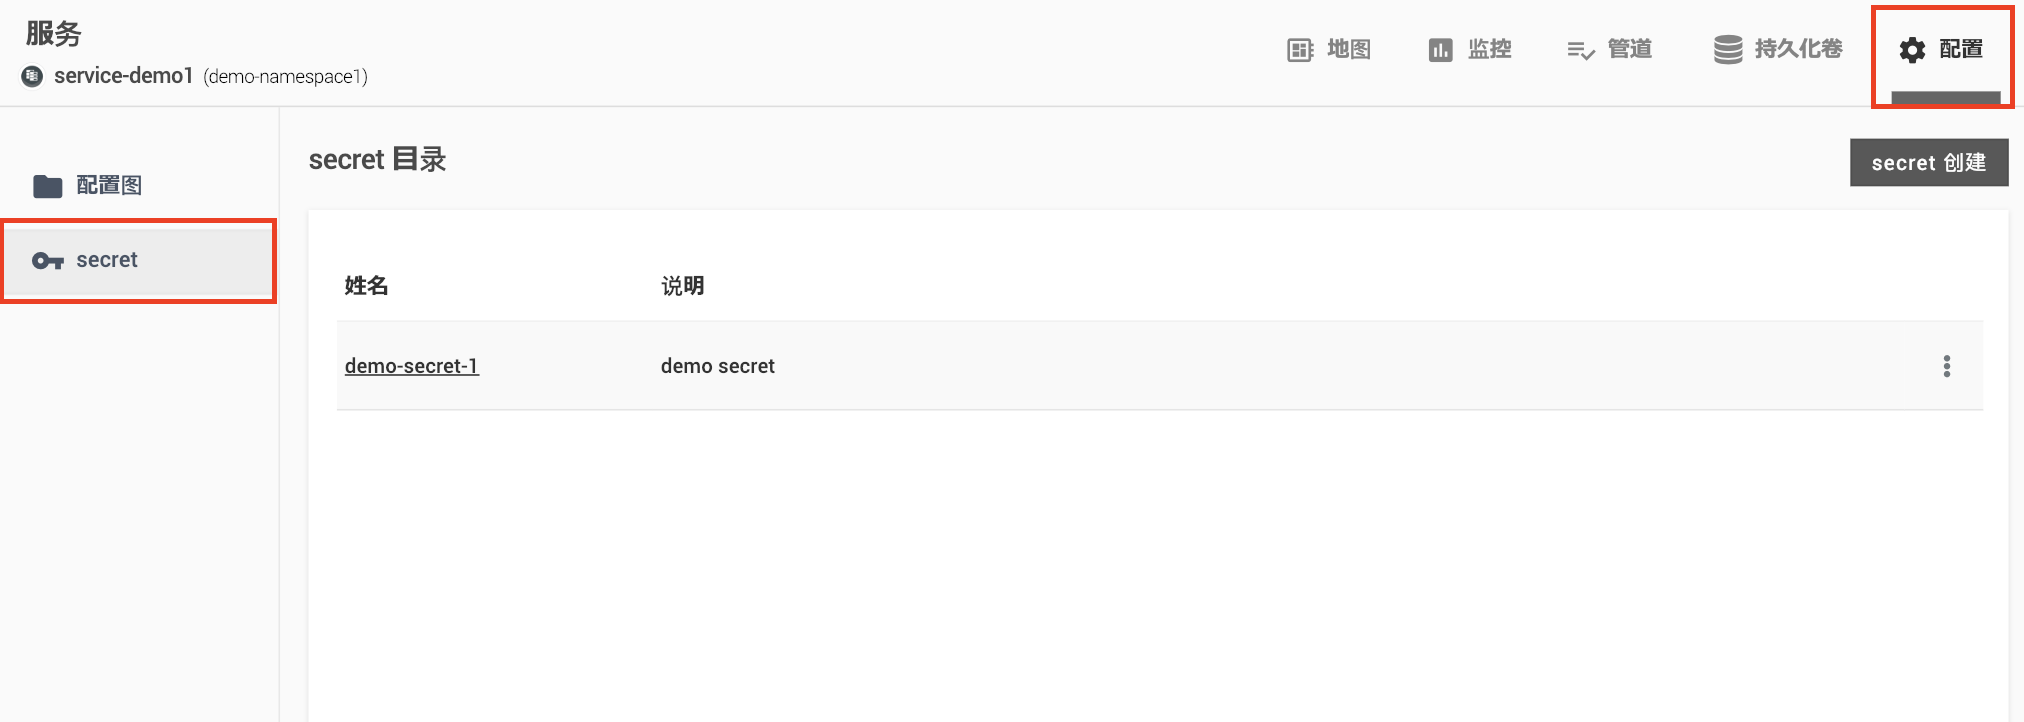 服务
service-demo1 (demo-namespace1)
地图
监控
管道
持久化卷
配置
配置图
secret
secret 目录
secret 创建
姓名 说明
demo-secret-1 demo secret